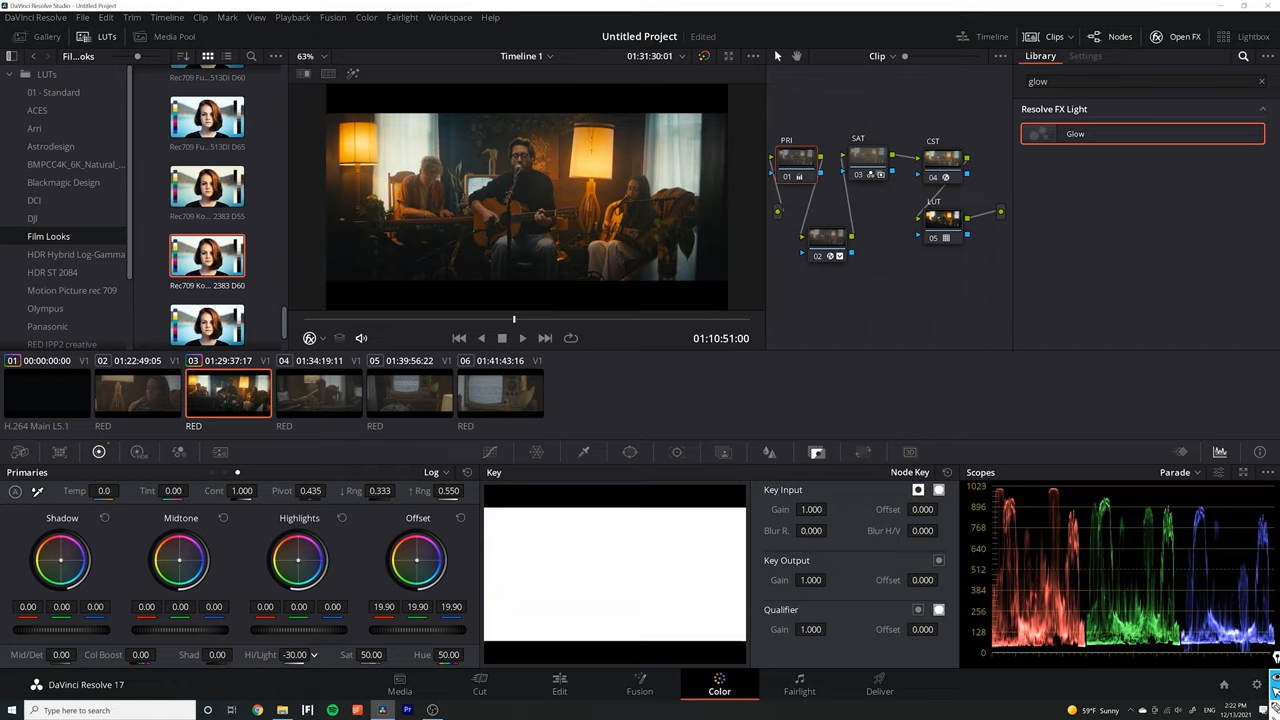 DaVinci Resolve Studio - Untitled Project
DaVinci Resolve File Edit Trim Timeline Clip Mark View Playback Fusion Color Fairlight Workspace Help
Gallery LUTs Media Pool Untitled Project Edited Timeline Clips Nodes Open FX Lightbox
Fil...oks 63% Timeline 1 01:31:30:01 Clip Library Settings
LUTs
01 - Standard
ACES
Arri
Astrodesign
BMPCC4K_6K_Natural_...
Blackmagic Design
DCI
DJI
Film Looks
HDR Hybrid Log-Gamma
HDR ST 2084
Motion Picture rec 709
Olympus
Panasonic
RED IPP2 creative
Rec709 Fu...513DI D60
Rec709 Fu...513DI D65
Rec709 Ko... 2383 D55
Rec709 Ko... 2383 D60
01:10:51:00
PRI
01
02
SAT
03
CST
04
LUT
05
glow
Resolve FX Light
Glow
01 00:00:00:00 V1 02 01:22:49:05 V1 03 01:29:37:17 V1 04 01:34:19:11 V1 05 01:39:56:22 V1 06 01:41:43:16 V1
H.264 Main L5.1 RED RED RED RED RED
Primaries Log
Temp 0.0 Tint 0.00 Cont 1.000 Pivot 0.435 ↓ Rng 0.333 ↑ Rng 0.550
Shadow Midtone Highlights Offset
0.00 0.00 0.00 0.00 0.00 0.00 0.00 0.00 0.00 19.90 19.90 19.90
Mid/Det 0.00 Col Boost 0.00 Shad 0.00 Hi/Light -30.00 Sat 50.00 Hue 50.00
Key Node Key
Key Input
Gain 1.000 Offset 0.000
Blur R. 0.000 Blur H/V 0.000
Key Output
Gain 1.000 Offset 0.000
Qualifier
Gain 1.000 Offset 0.000
Scopes Parade
1023
896
768
640
512
384
256
128
0
DaVinci Resolve 17 Media Cut Edit Fusion Color Fairlight Deliver
Type here to search 59°F Sunny ENG 2:22 PM
12/13/2021